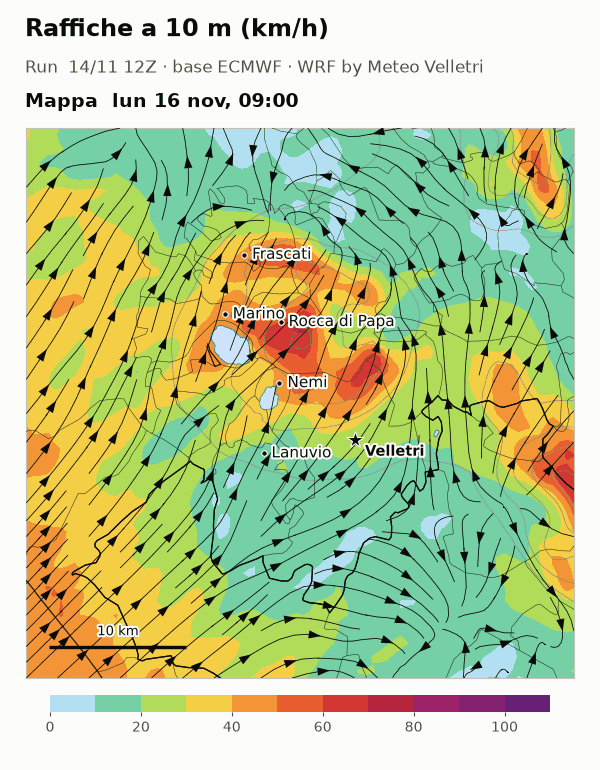 Raffiche a 10 m (km/h)
Run  14/11 12Z · base ECMWF · WRF by Meteo Velletri
Mappa  lun 16 nov, 09:00
Frascati
Marino
Rocca di Papa
Nemi
Velletri
Lanuvio
10 km
0 20 40 60 80 100